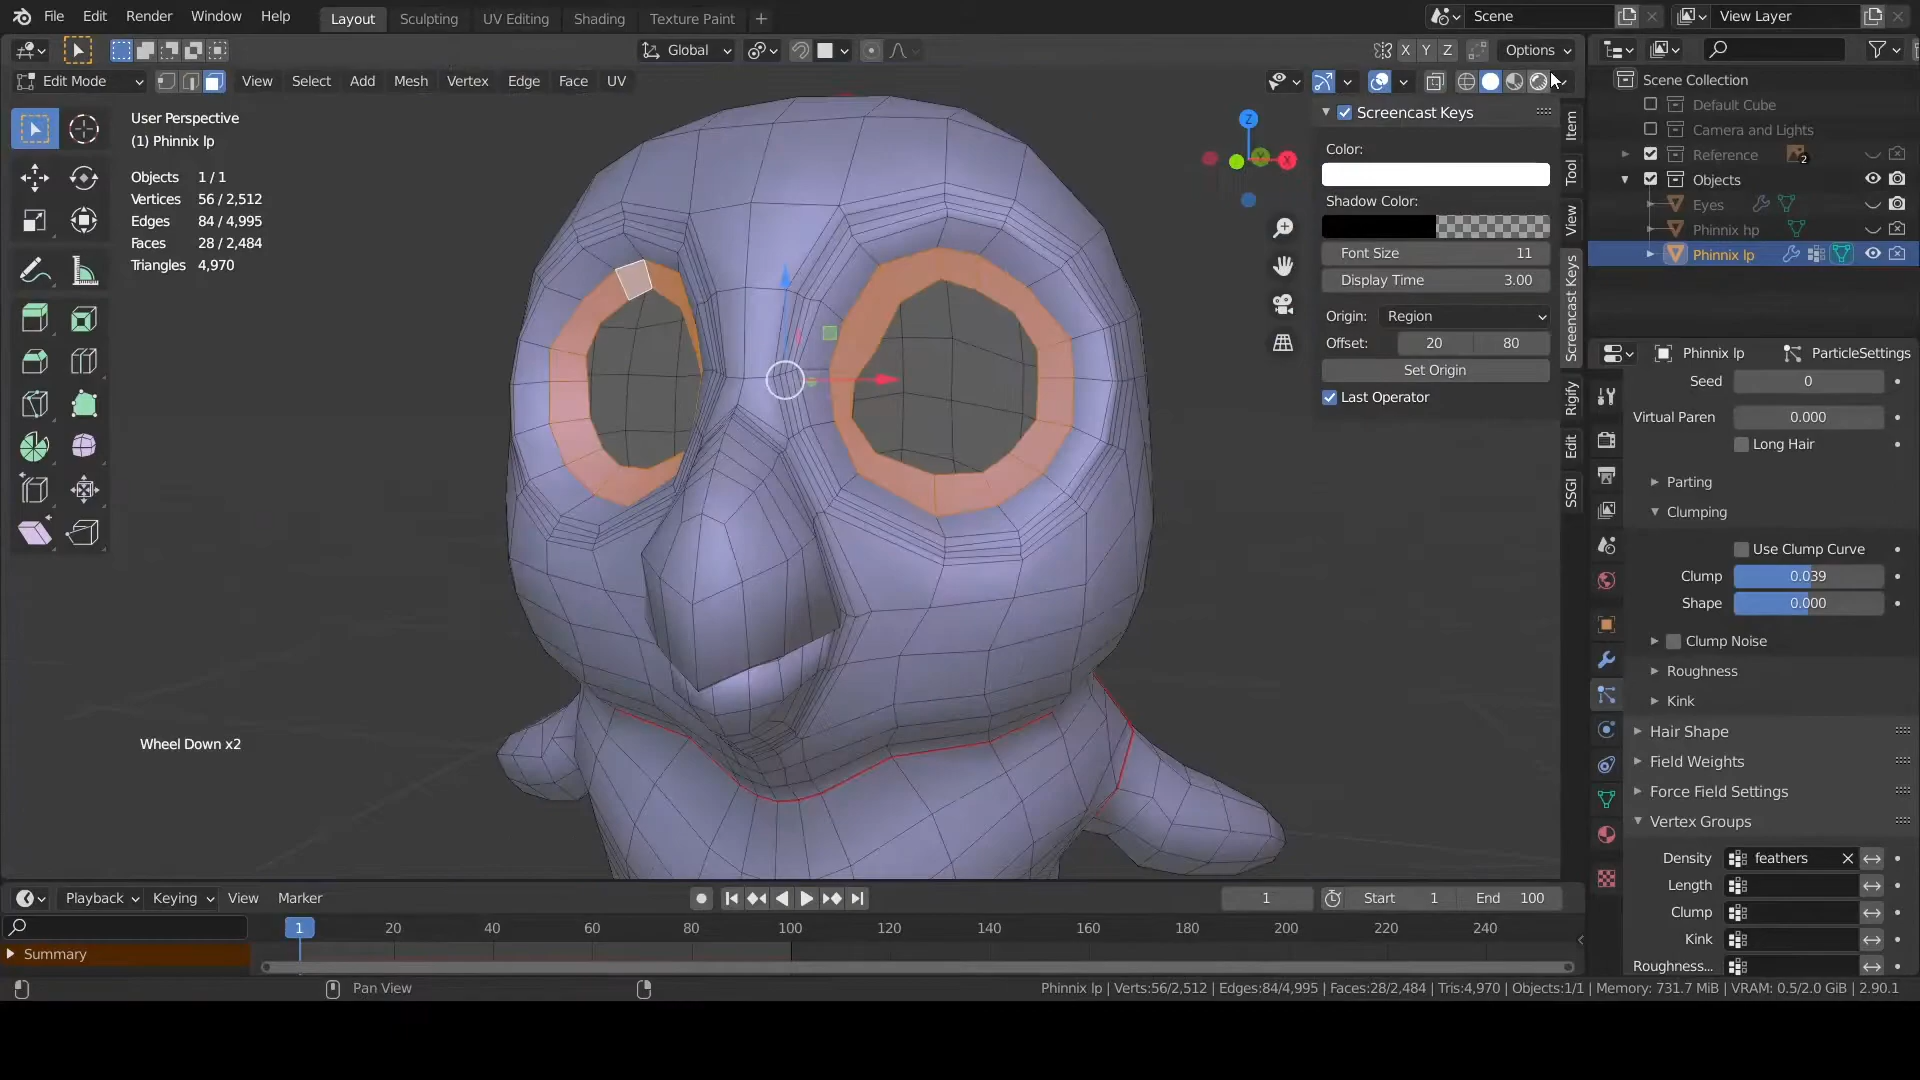 File Edit Render Window Help Layout Sculpting UV Editing Shading Texture Paint + Scene View Layer
Global Options
X Y Z
Edit Mode View Select Add Mesh Vertex Edge Face UV
User Perspective
(1) Phinnix lp
Objects 1 / 1
Vertices 56 / 2,512
Edges 84 / 4,995
Faces 28 / 2,484
Triangles 4,970
Wheel Down x2
Z
X
Y
Screencast Keys
Color:
Shadow Color:
Font Size 11
Display Time 3.00
Origin: Region
Offset: 20 80
Set Origin
Last Operator
Item
Tool
View
Screencast Keys
Rigify
Edit
SSGI
Scene Collection
Default Cube
Camera and Lights
Reference 2
Objects
Eyes
Phinnix hp
Phinnix lp
Phinnix lp ParticleSettings
Seed 0
Virtual Paren 0.000
Long Hair
Parting
Clumping
Use Clump Curve
Clump 0.039
Shape 0.000
Clump Noise
Roughness
Kink
Hair Shape
Field Weights
Force Field Settings
Vertex Groups
Density feathers
Length
Clump
Kink
Roughness...
Playback Keying View Marker 1 Start 1 End 100
1 20 40 60 80 100 120 140 160 180 200 220 240
Summary
Pan View
Phinnix lp | Verts:56/2,512 | Edges:84/4,995 | Faces:28/2,484 | Tris:4,970 | Objects:1/1 | Memory: 731.7 MiB | VRAM: 0.5/2.0 GiB | 2.90.1